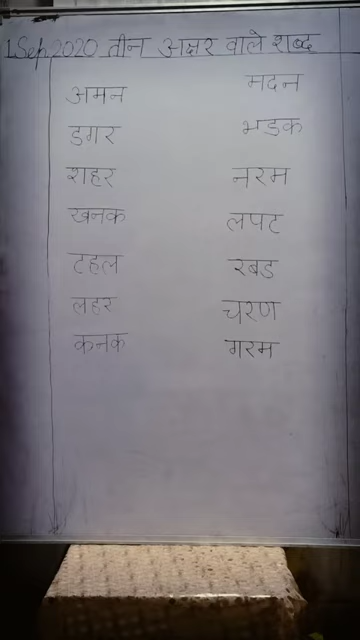 1 Sep, 2020 तीन अक्षर वाले शब्द
अमन मदन
डगर भडक
शहर नरम
खनक लपट
टहल रबड
लहर चरण
कनक गरम